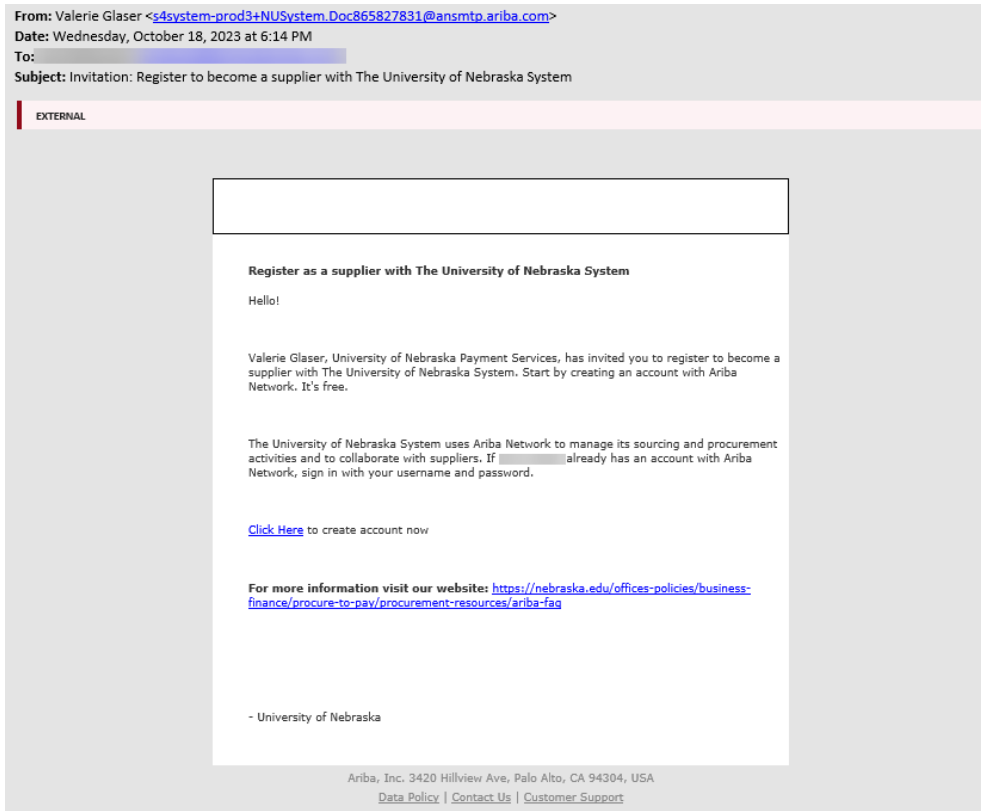 From: Valerie Glaser <s4system-prod3+NUSystem.Doc865827831@ansmtp.ariba.com>
Date: Wednesday, October 18, 2023 at 6:14 PM
To:
Subject: Invitation: Register to become a supplier with The University of Nebraska System
EXTERNAL
Register as a supplier with The University of Nebraska System
Hello!
Valerie Glaser, University of Nebraska Payment Services, has invited you to register to become a
supplier with The University of Nebraska System. Start by creating an account with Ariba
Network. It's free.
The University of Nebraska System uses Ariba Network to manage its sourcing and procurement
activities and to collaborate with suppliers. If already has an account with Ariba
Network, sign in with your username and password.
Click Here to create account now
For more information visit our website: https://nebraska.edu/offices-policies/business-
finance/procure-to-pay/procurement-resources/ariba-faq
- University of Nebraska
Ariba, Inc. 3420 Hillview Ave, Palo Alto, CA 94304, USA
Data Policy | Contact Us | Customer Support